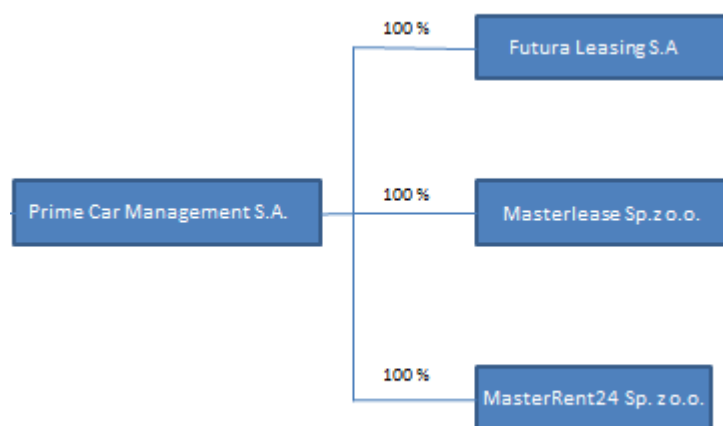 100 %
Futura Leasing S.A
Prime Car Management S.A.
100 %
Masterlease Sp.z o.o.
100 %
MasterRent24 Sp. z o.o.